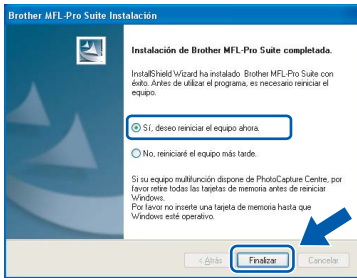 Brother MFL-Pro Suite Instalación
Instalación de Brother MFL-Pro Suite completada.
InstallShield Wizard ha instalado Brother MFL-Pro Suite con
éxito. Antes de utilizar el programa, es necesario reiniciar el
equipo.
Sí, deseo reiniciar el equipo ahora.
No, reiniciaré el equipo más tarde.
Si su equipo multifunción dispone de PhotoCapture Centre, por
favor retire todas las tarjetas de memoria antes de reiniciar
Windows.
Por favor no inserte una tarjeta de memoria hasta que
Windows esté operativo.
< Atrás
Finalizar
Cancelar